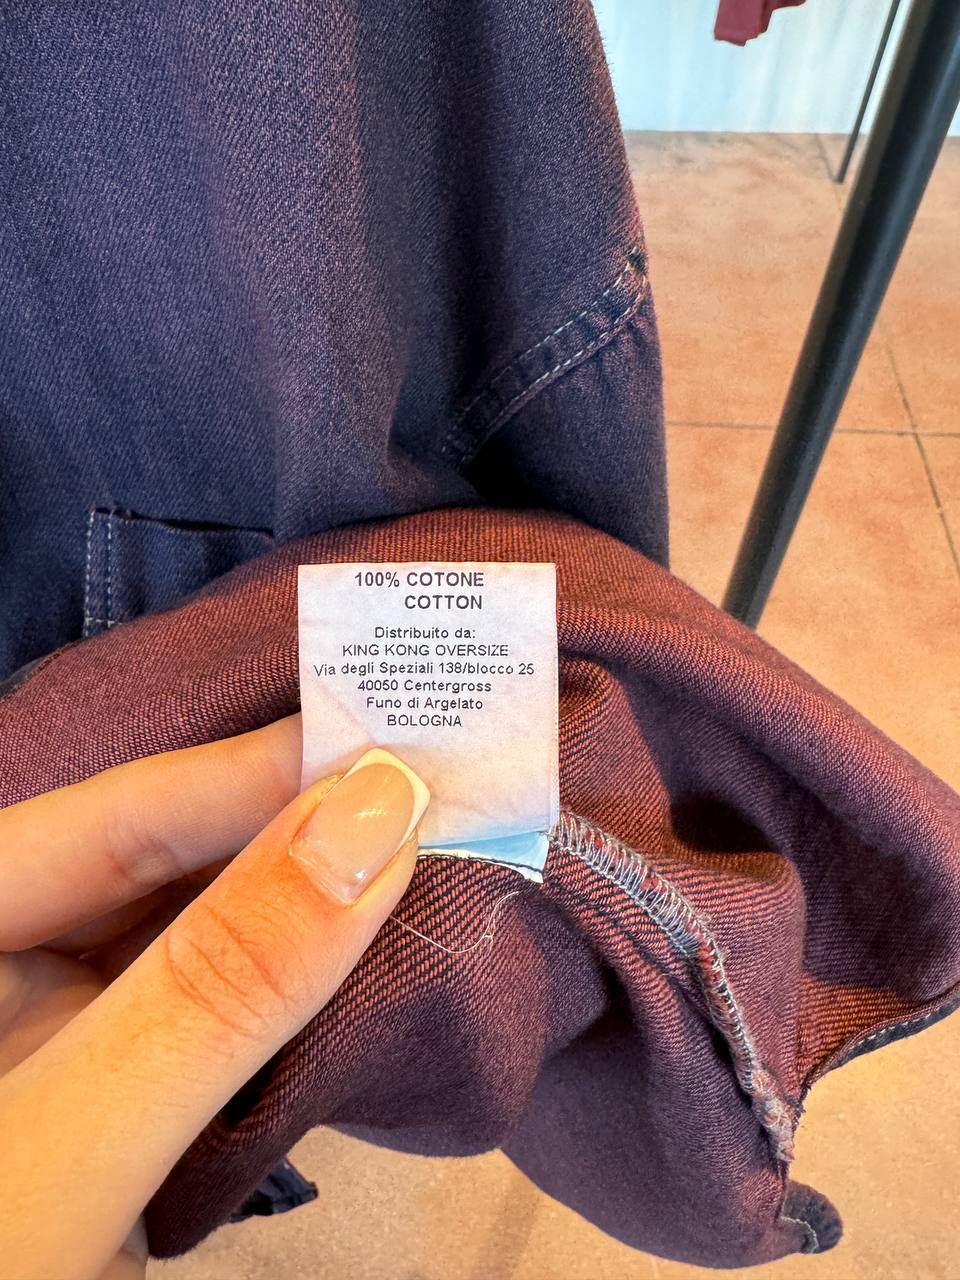 100% COTONE
COTTON
Distribuito da:
KING KONG OVERSIZE
Via degli Speziali 138/blocco 25
40050 Centergross
Funo di Argelato
BOLOGNA